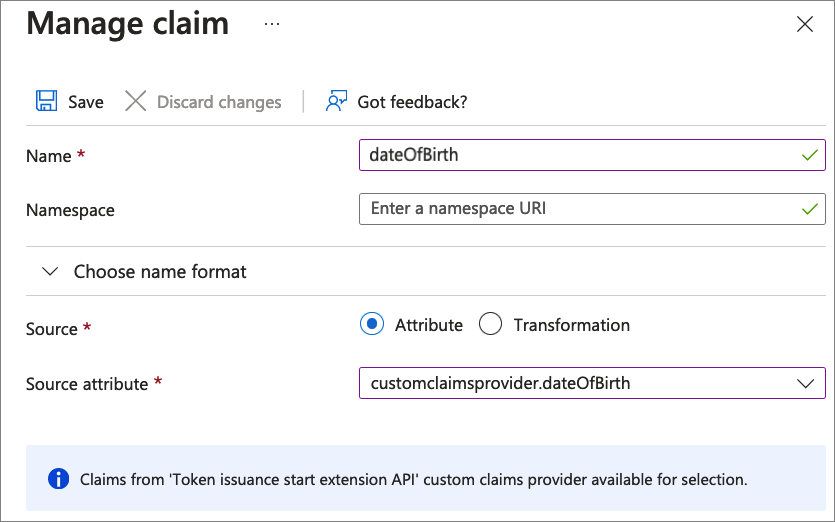 Manage claim ...
Save Discard changes Got feedback?
Name * dateOfBirth
Namespace Enter a namespace URI
Choose name format
Source * Attribute Transformation
Source attribute * customclaimsprovider.dateOfBirth
Claims from 'Token issuance start extension API' custom claims provider available for selection.